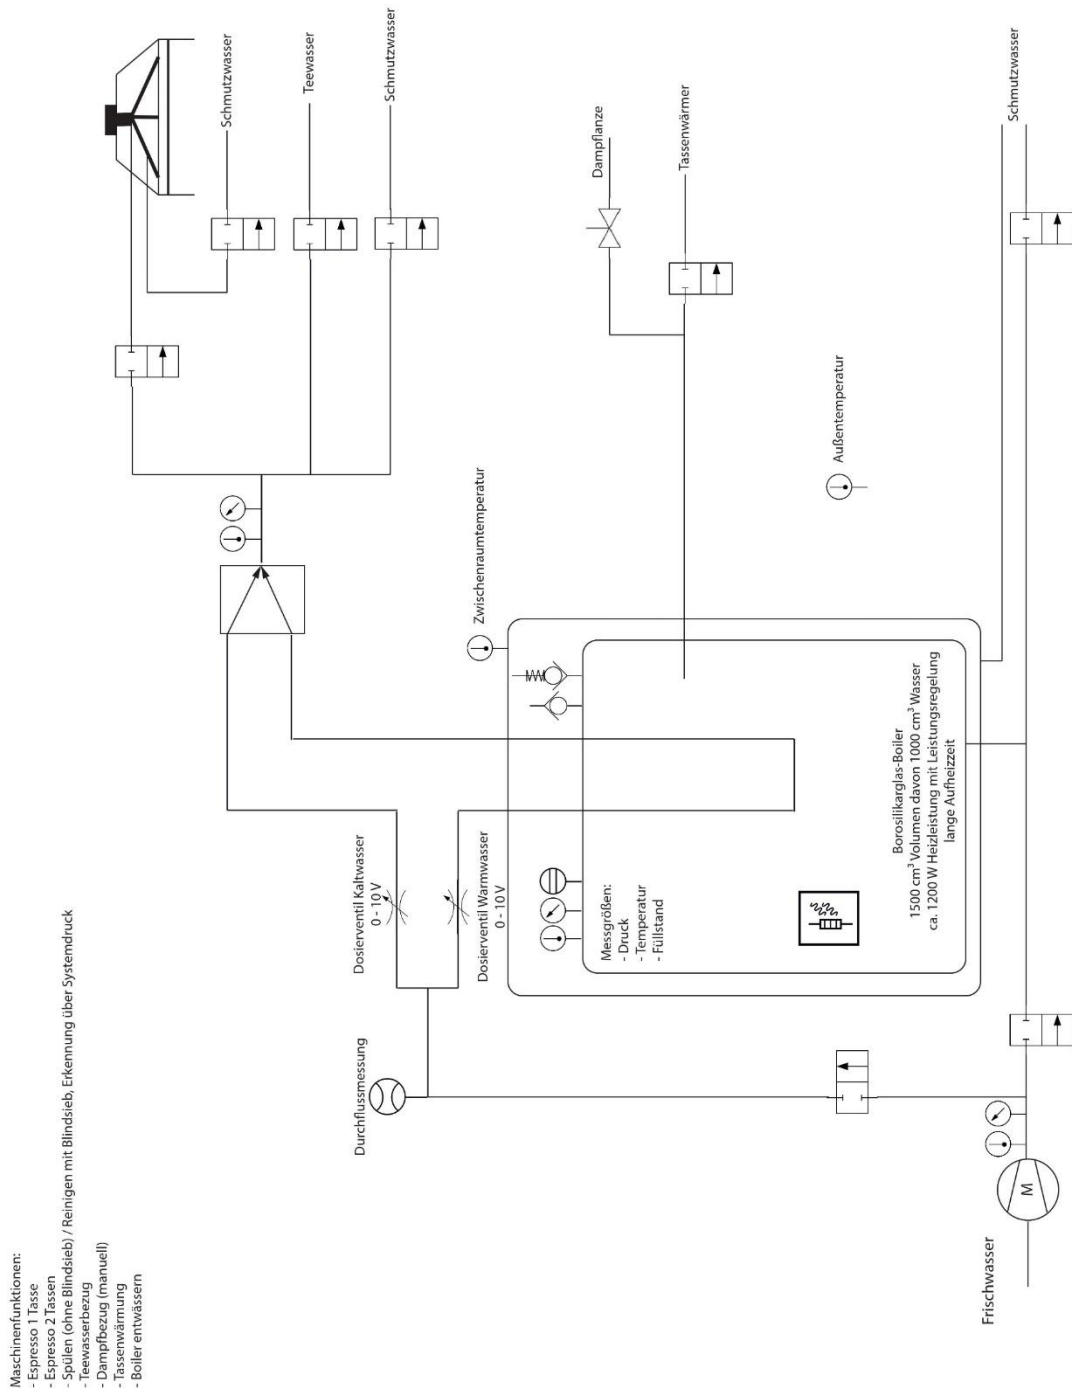 Maschinenfunktionen:
- Espresso 1 Tasse
- Espresso 2 Tassen
- Spülen (ohne Blindsieb) / Reinigen mit Blindsieb, Erkennung über Systemdruck
- Teewasserbezug
- Dampfbezug (manuell)
- Tassenwärmung
- Boiler entwässern
Schmutzwasser
Teewasser
Schmutzwasser
Dampflanze
Tassenwärmer
Schmutzwasser
Zwischenraumtemperatur
Außentemperatur
Dosierventil Kaltwasser
0 - 10 V
Dosierventil Warmwasser
0 - 10 V
Durchflussmessung
Messgrößen:
- Druck
- Temperatur
- Füllstand
Borosilikarglas-Boiler
1500 cm³ Volumen davon 1000 cm³ Wasser
ca. 1200 W Heizleistung mit Leistungsregelung
lange Aufheizzeit
M
Frischwasser